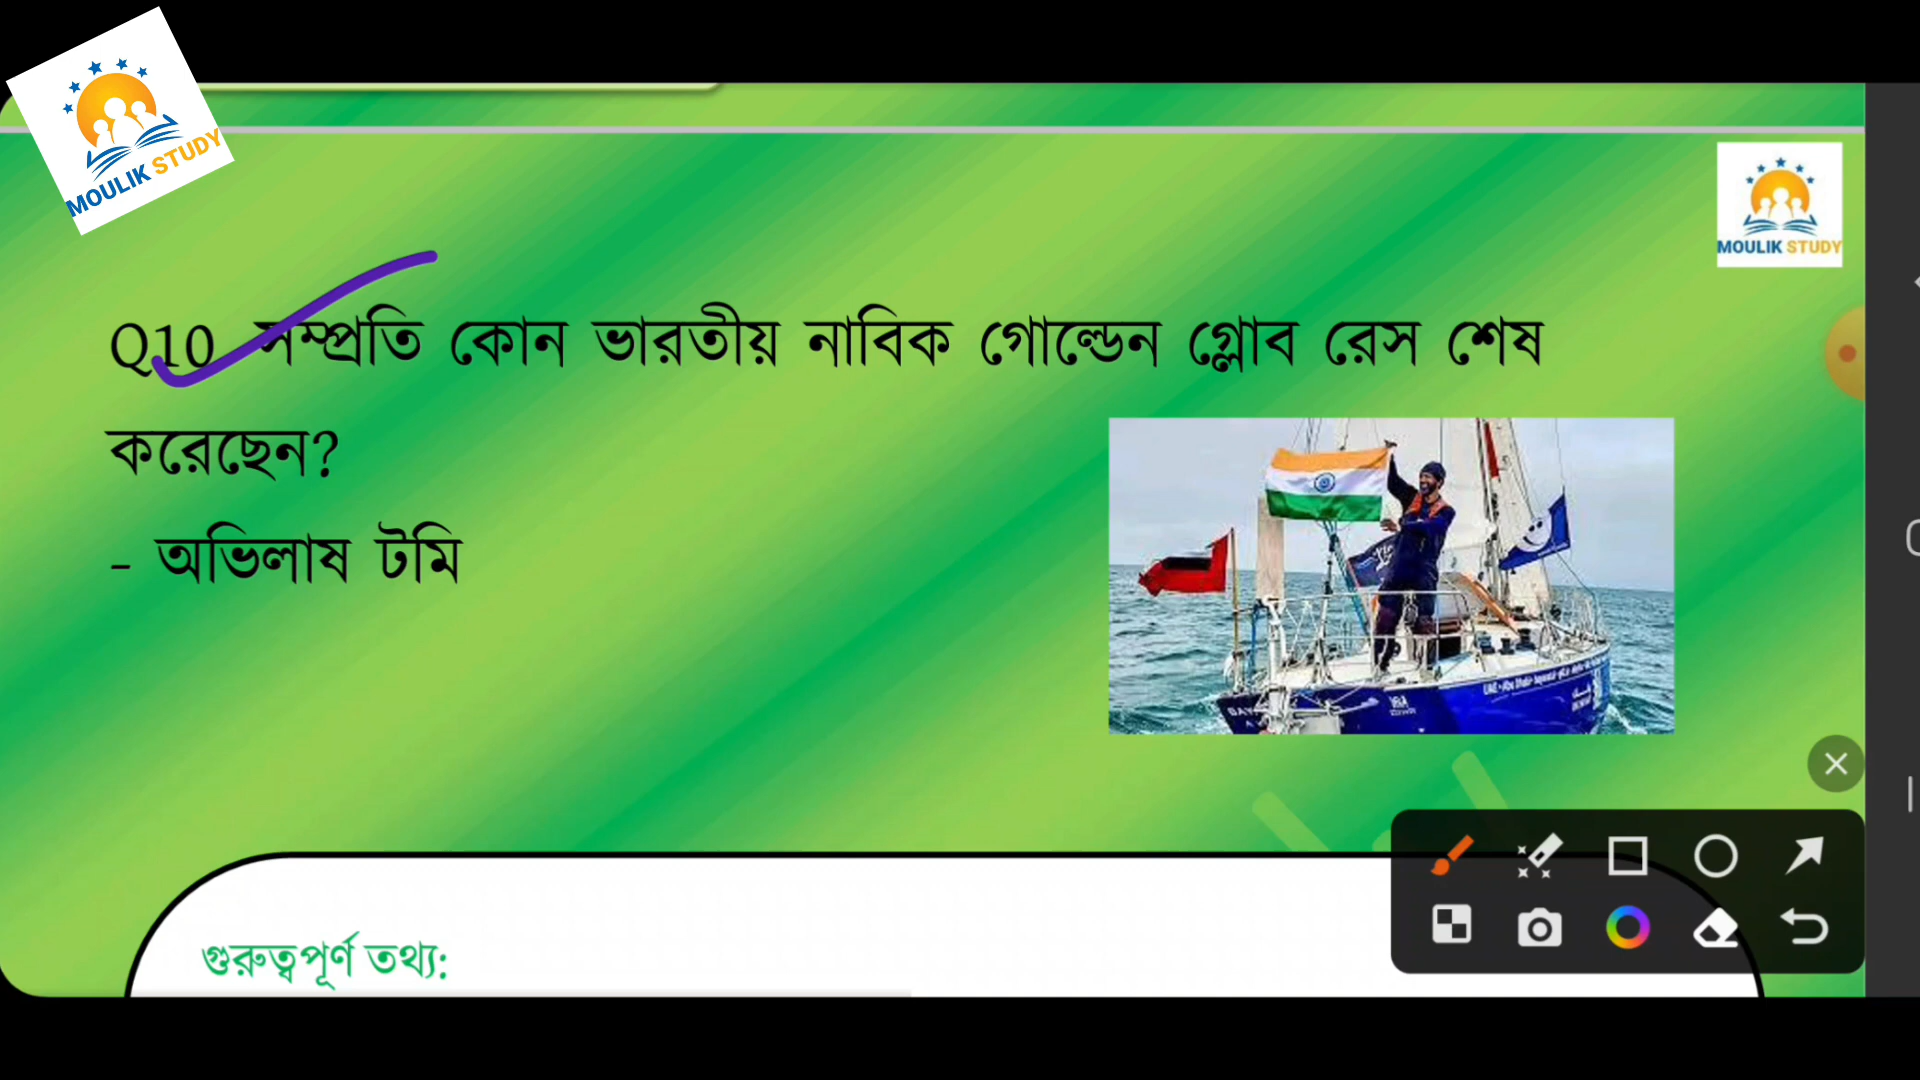 MOULIK STUDY
MOULIK STUDY
Q10 সম্প্রতি কোন ভারতীয় নাবিক গোল্ডেন গ্লোব রেস শেষ
করেছেন?
- অভিলাষ টমি
গুরুত্বপূর্ণ তথ্য: